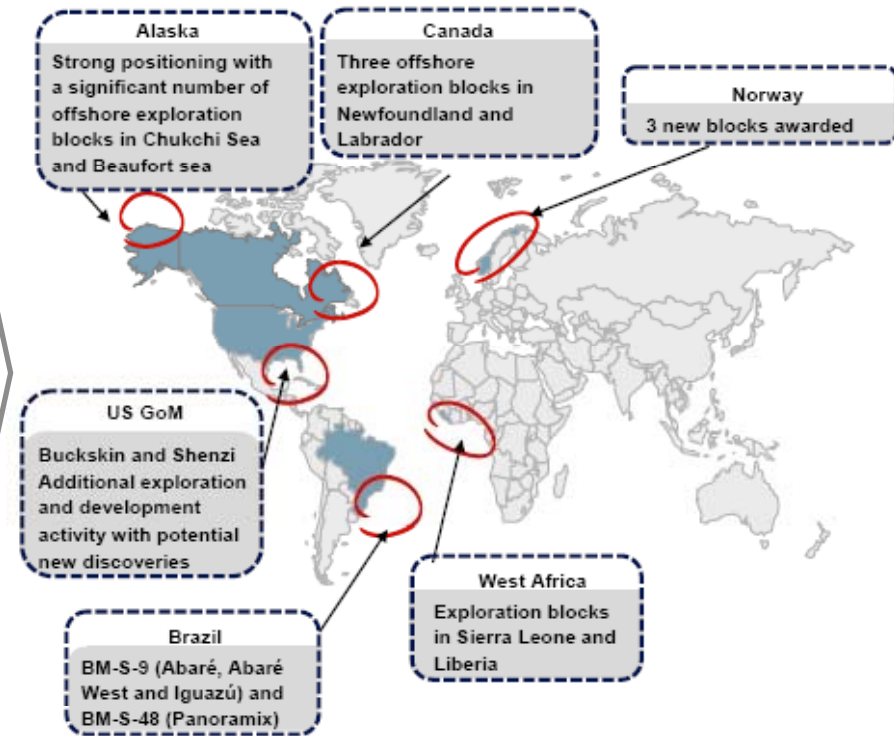 Alaska
Strong positioning with
a significant number of
offshore exploration
blocks in Chukchi Sea
and Beaufort sea
Canada
Three offshore
exploration blocks in
Newfoundland and
Labrador
Norway
3 new blocks awarded
US GoM
Buckskin and Shenzi
Additional exploration
and development
activity with potential
new discoveries
West Africa
Exploration blocks
in Sierra Leone and
Liberia
Brazil
BM-S-9 (Abaré, Abaré
West and Iguazú) and
BM-S-48 (Panoramix)